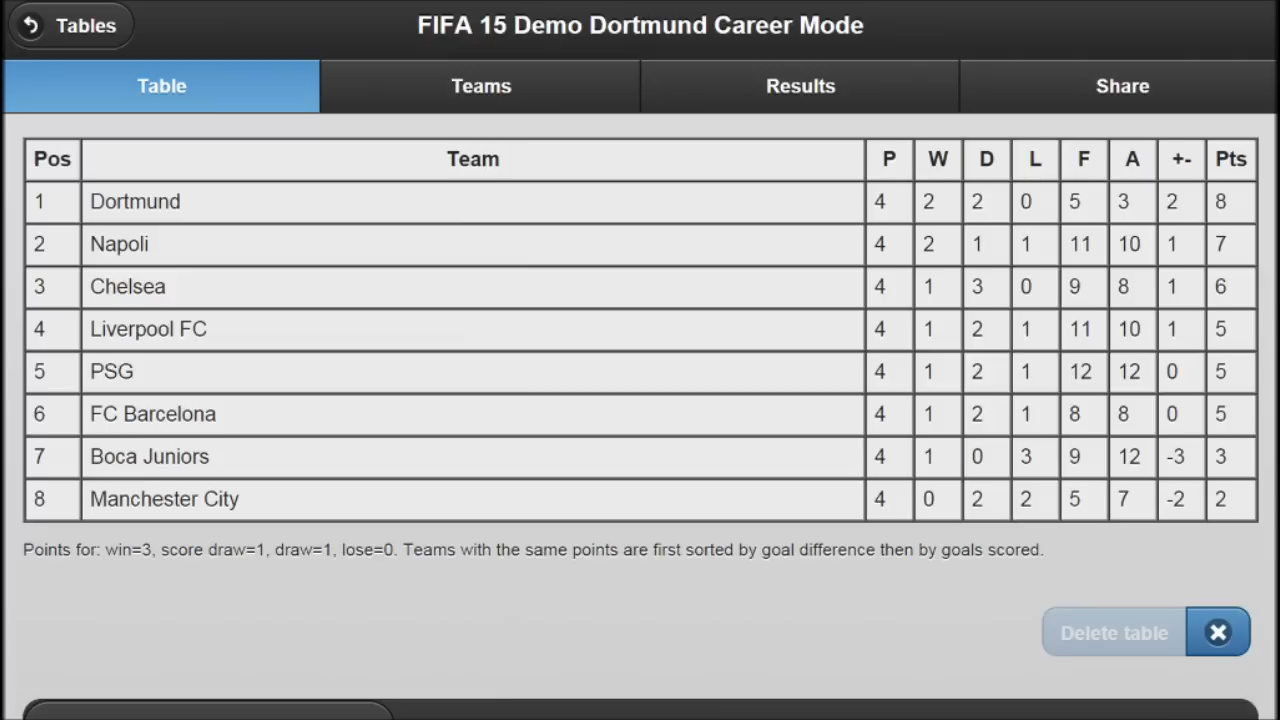 Tables
FIFA 15 Demo Dortmund Career Mode
Table Teams Results Share
Pos Team P W D L F A +- Pts
1 Dortmund 4 2 2 0 5 3 2 8
2 Napoli 4 2 1 1 11 10 1 7
3 Chelsea 4 1 3 0 9 8 1 6
4 Liverpool FC 4 1 2 1 11 10 1 5
5 PSG 4 1 2 1 12 12 0 5
6 FC Barcelona 4 1 2 1 8 8 0 5
7 Boca Juniors 4 1 0 3 9 12 -3 3
8 Manchester City 4 0 2 2 5 7 -2 2
Points for: win=3, score draw=1, draw=1, lose=0. Teams with the same points are first sorted by goal difference then by goals scored.
Delete table